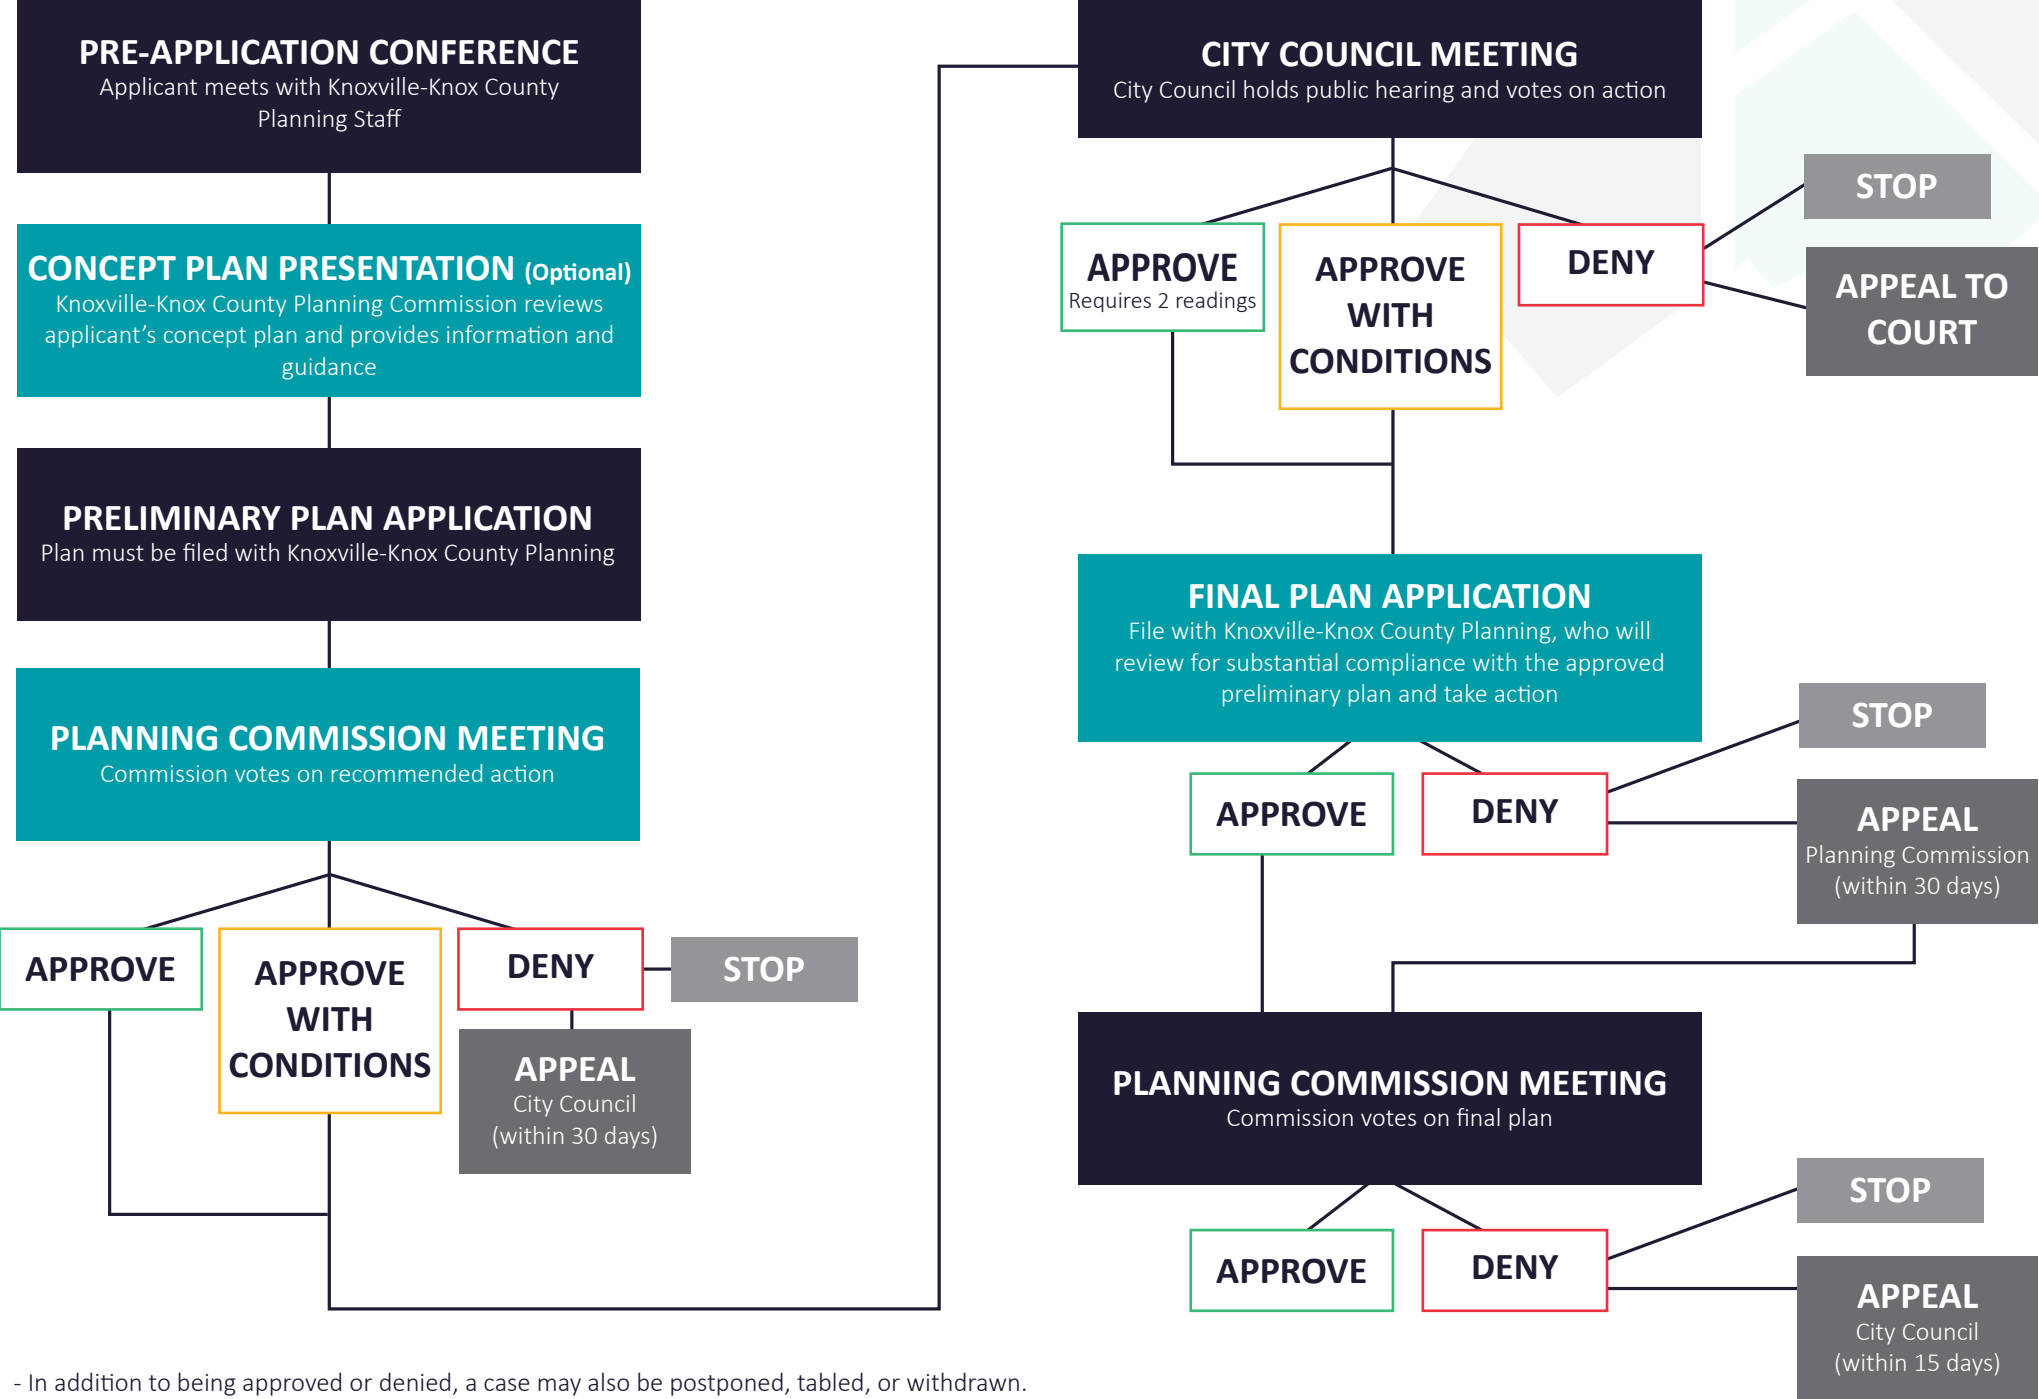 PRE-APPLICATION CONFERENCE
Applicant meets with Knoxville-Knox County
Planning Staff
CONCEPT PLAN PRESENTATION (Optional)
Knoxville-Knox County Planning Commission reviews
applicant’s concept plan and provides information and
guidance
PRELIMINARY PLAN APPLICATION
Plan must be filed with Knoxville-Knox County Planning
PLANNING COMMISSION MEETING
Commission votes on recommended action
APPROVE
APPROVE
WITH
CONDITIONS
DENY
STOP
APPEAL
City Council
(within 30 days)
CITY COUNCIL MEETING
City Council holds public hearing and votes on action
APPROVE
Requires 2 readings
APPROVE
WITH
CONDITIONS
DENY
STOP
APPEAL TO
COURT
FINAL PLAN APPLICATION
File with Knoxville-Knox County Planning, who will
review for substantial compliance with the approved
preliminary plan and take action
APPROVE
DENY
STOP
APPEAL
Planning Commission
(within 30 days)
PLANNING COMMISSION MEETING
Commission votes on final plan
APPROVE
DENY
STOP
APPEAL
City Council
(within 15 days)
- In addition to being approved or denied, a case may also be postponed, tabled, or withdrawn.